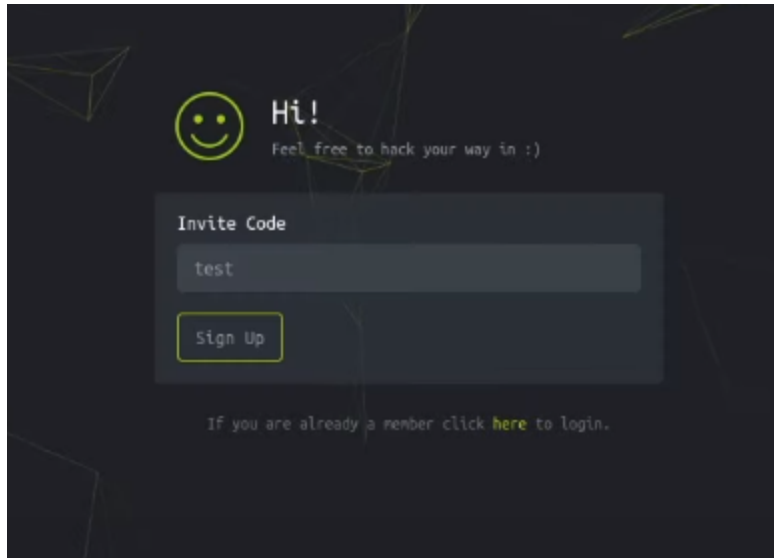 Hi!
Feel free to hack your way in :)
Invite Code
test
Sign Up
If you are already a member click here to login.